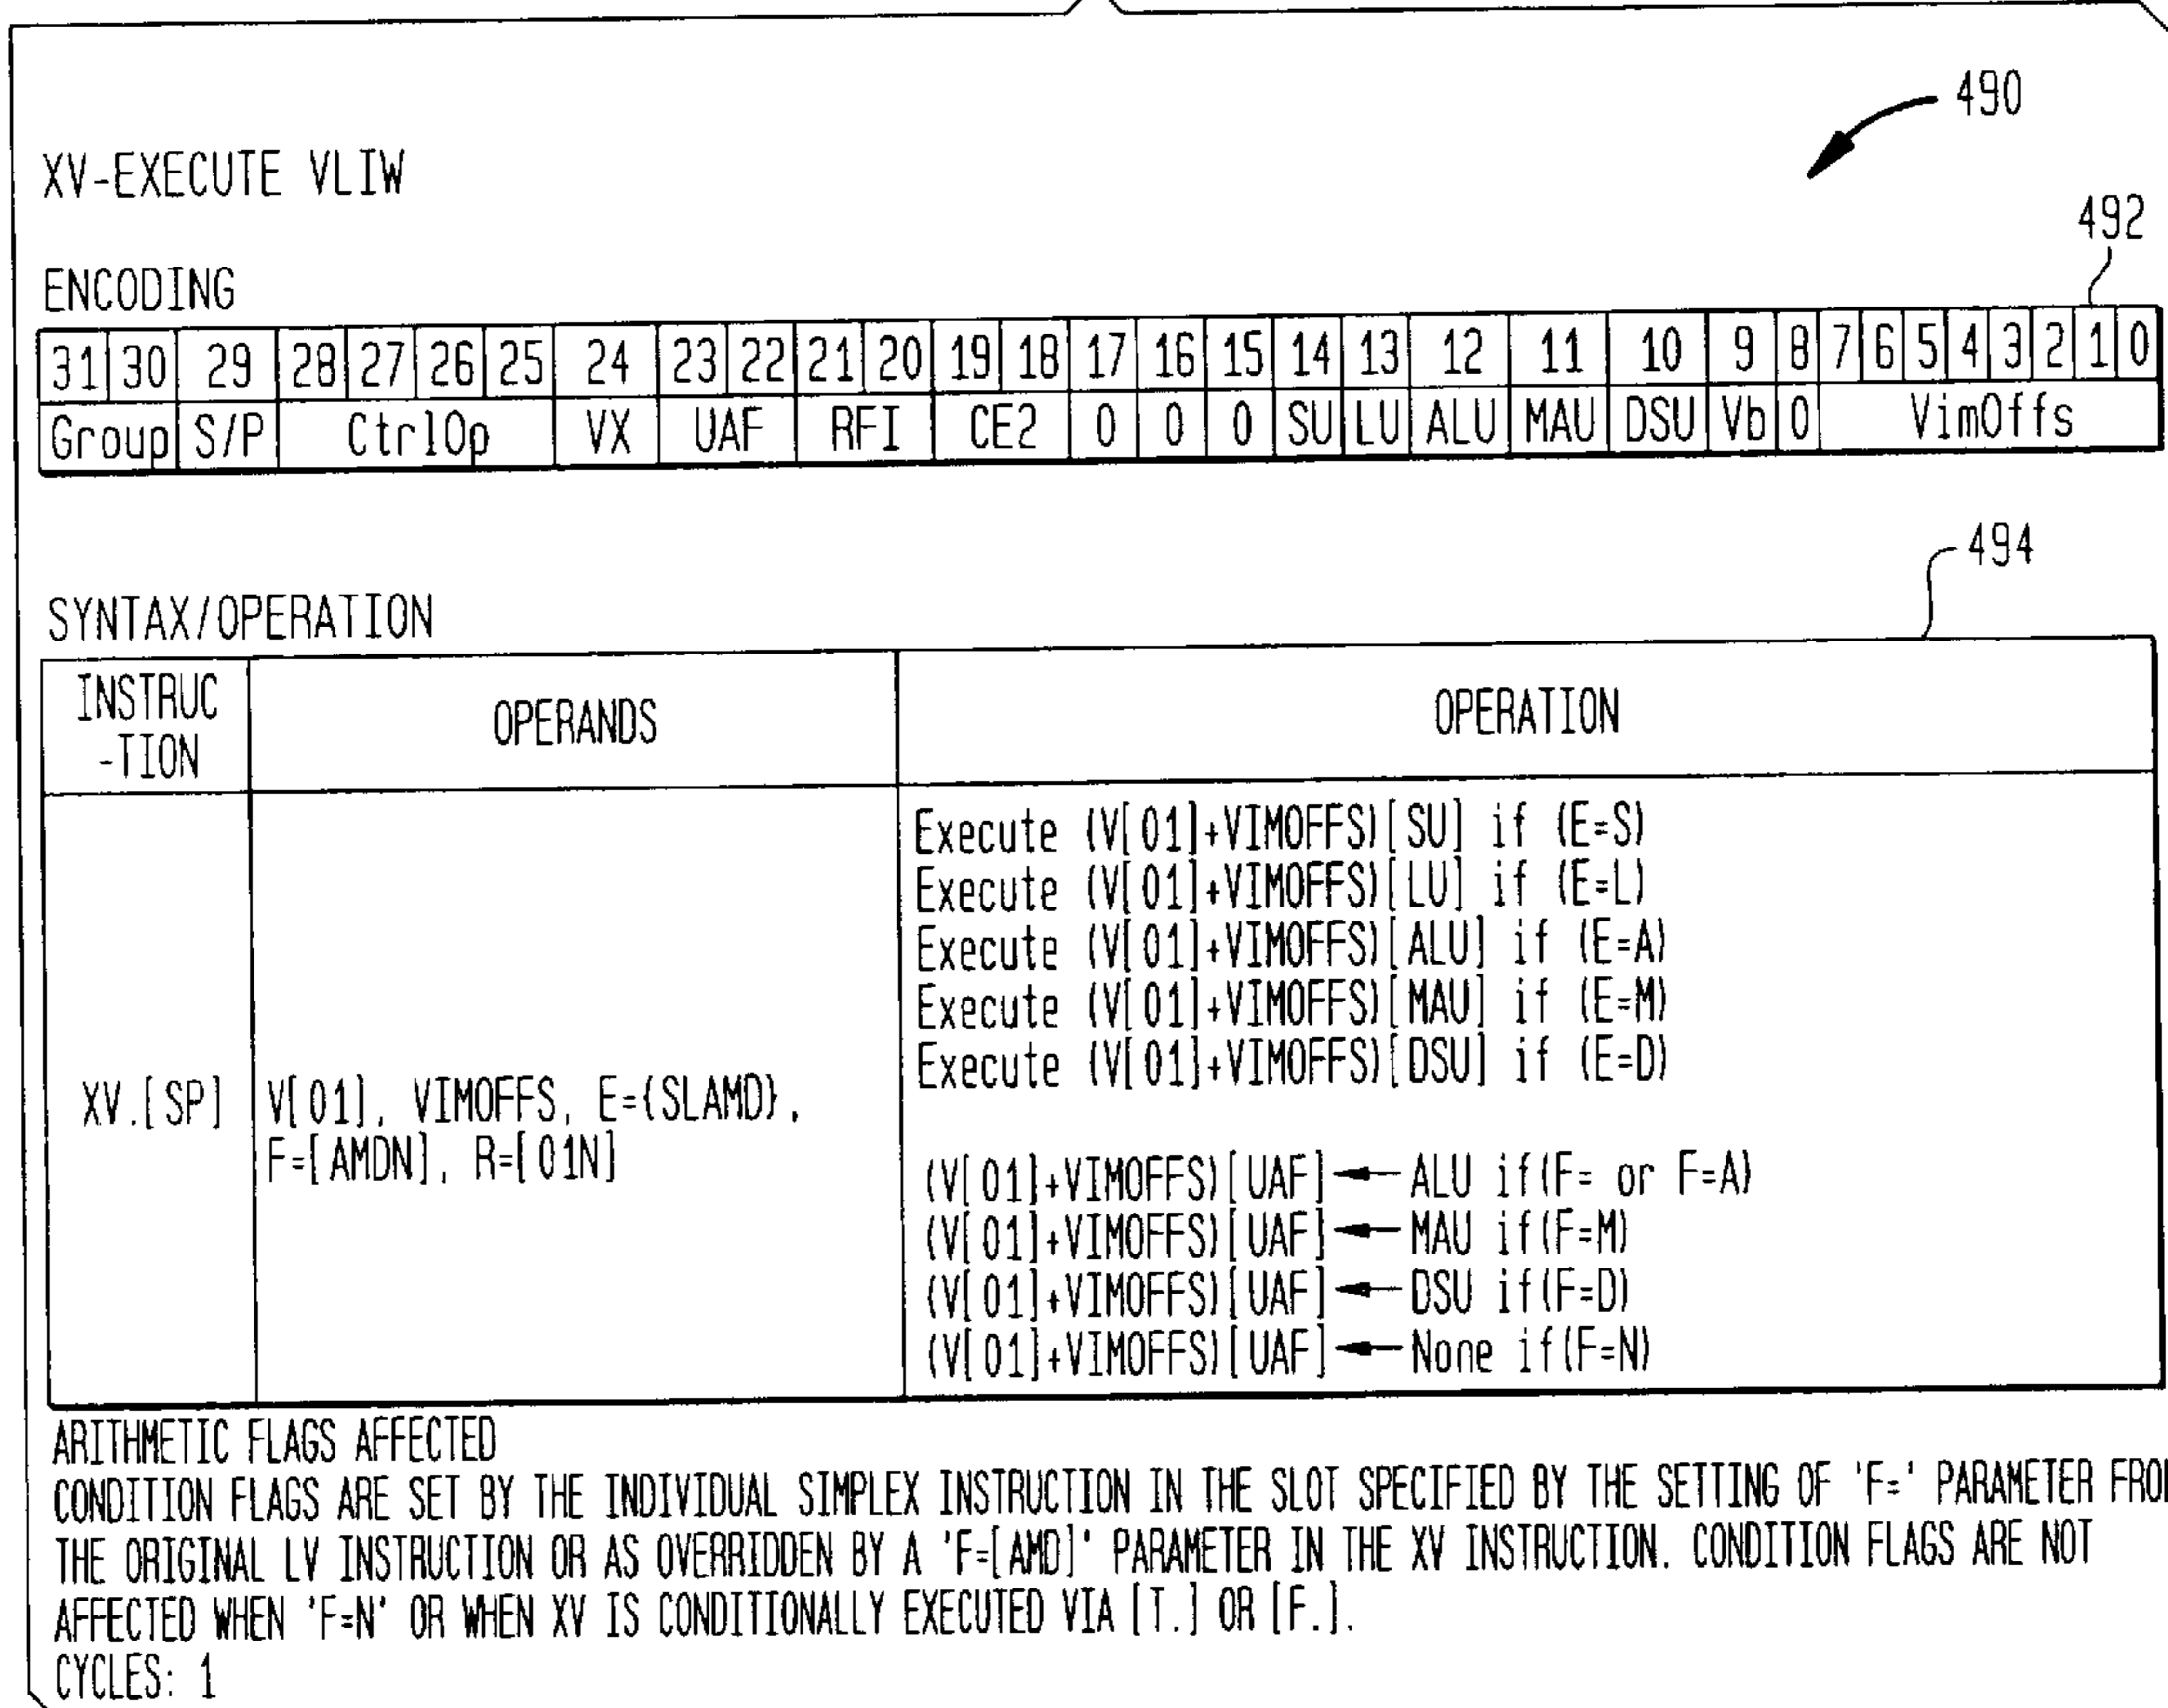 490
XV-EXECUTE VLIW
492
ENCODING
31 30 29 28 27 26 25 24 23 22 21 20 19 18 17 16 15 14 13 12 11 10 9 8 7 6 5 4 3 2 1 0
Group S/P CtrlOp VX UAF RFI CE2 0 0 0 SU LU ALU MAU DSU Vb 0 VimOffs
494
SYNTAX/OPERATION
INSTRUC
-TION
OPERANDS
OPERATION
XV.[SP]
V[01], VIMOFFS, E={SLAMD},
F=[AMDN], R=[01N]
Execute (V[01]+VIMOFFS)[SU] if (E=S)
Execute (V[01]+VIMOFFS)[LU] if (E=L)
Execute (V[01]+VIMOFFS)[ALU] if (E=A)
Execute (V[01]+VIMOFFS)[MAU] if (E=M)
Execute (V[01]+VIMOFFS)[DSU] if (E=D)
(V[01]+VIMOFFS)[UAF]← ALU if(F= or F=A)
(V[01]+VIMOFFS)[UAF]← MAU if(F=M)
(V[01]+VIMOFFS)[UAF]← DSU if(F=D)
(V[01]+VIMOFFS)[UAF]← None if(F=N)
ARITHMETIC FLAGS AFFECTED
CONDITION FLAGS ARE SET BY THE INDIVIDUAL SIMPLEX INSTRUCTION IN THE SLOT SPECIFIED BY THE SETTING OF 'F=' PARAMETER FROM
THE ORIGINAL LV INSTRUCTION OR AS OVERRIDDEN BY A 'F=[AMD]' PARAMETER IN THE XV INSTRUCTION. CONDITION FLAGS ARE NOT
AFFECTED WHEN 'F=N' OR WHEN XV IS CONDITIONALLY EXECUTED VIA [T.] OR [F.].
CYCLES: 1